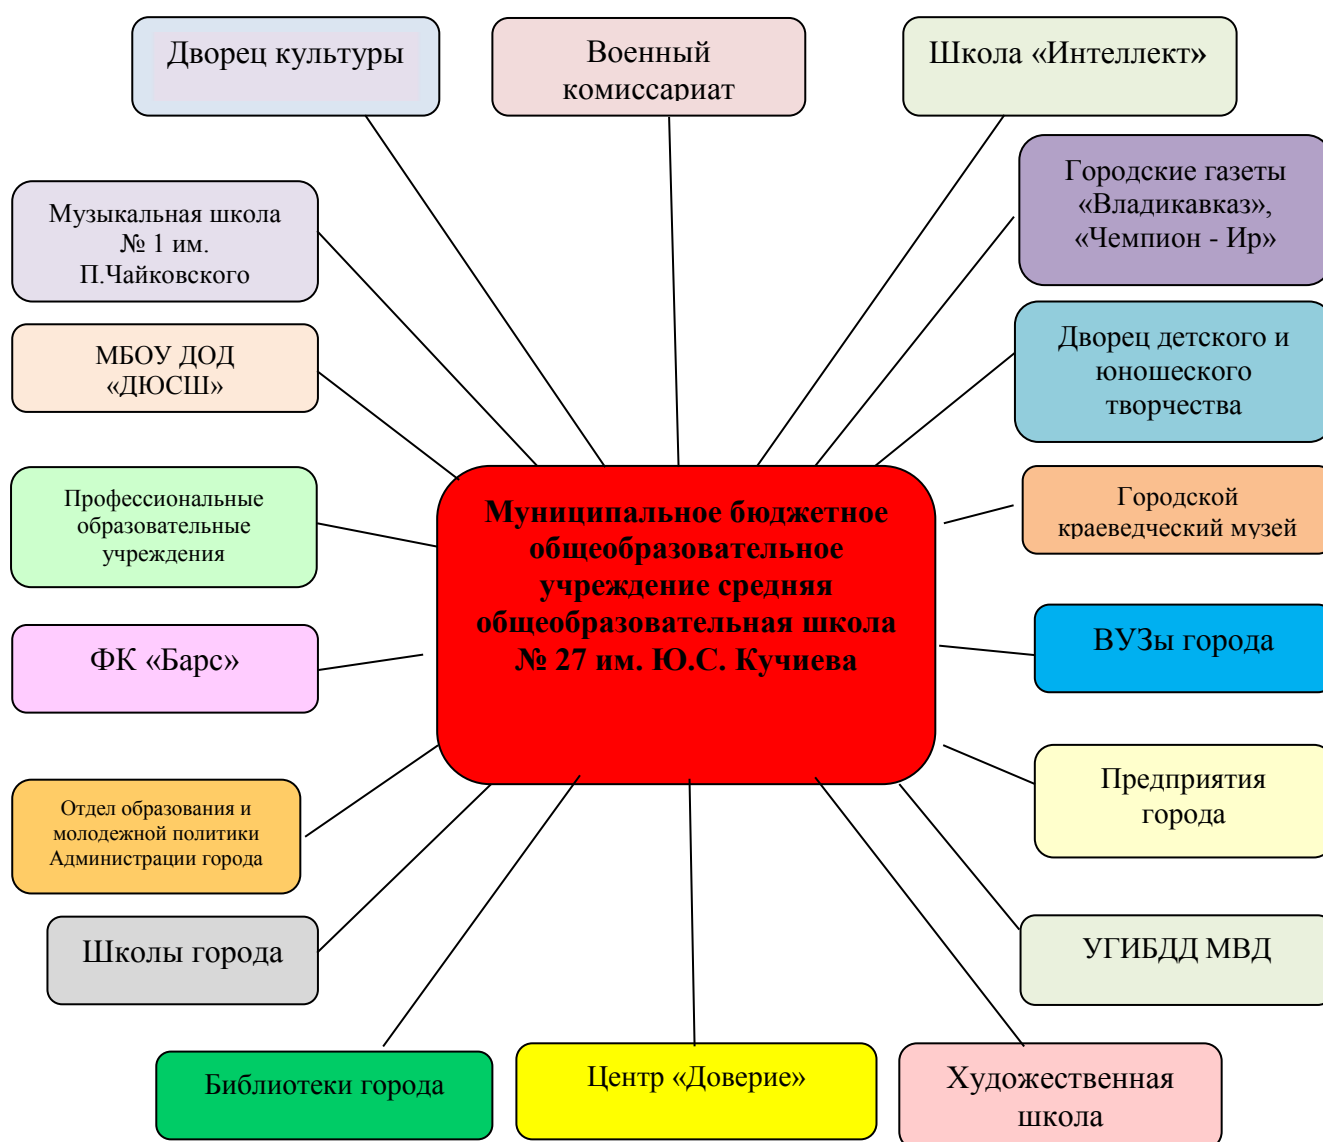 Дворец культуры
Военный
комиссариат
Школа «Интеллект»
Музыкальная школа
№ 1 им.
П.Чайковского
Городские газеты
«Владикавказ»,
«Чемпион - Ир»
МБОУ ДОД
«ДЮСШ»
Дворец детского и
юношеского
творчества
Профессиональные
образовательные
учреждения
Муниципальное бюджетное
общеобразовательное
учреждение средняя
общеобразовательная школа
№ 27 им. Ю.С. Кучиева
Городской
краеведческий музей
ФК «Барс»
ВУЗы города
Отдел образования и
молодежной политики
Администрации города
Предприятия
города
Школы города
УГИБДД МВД
Библиотеки города
Центр «Доверие»
Художественная
школа